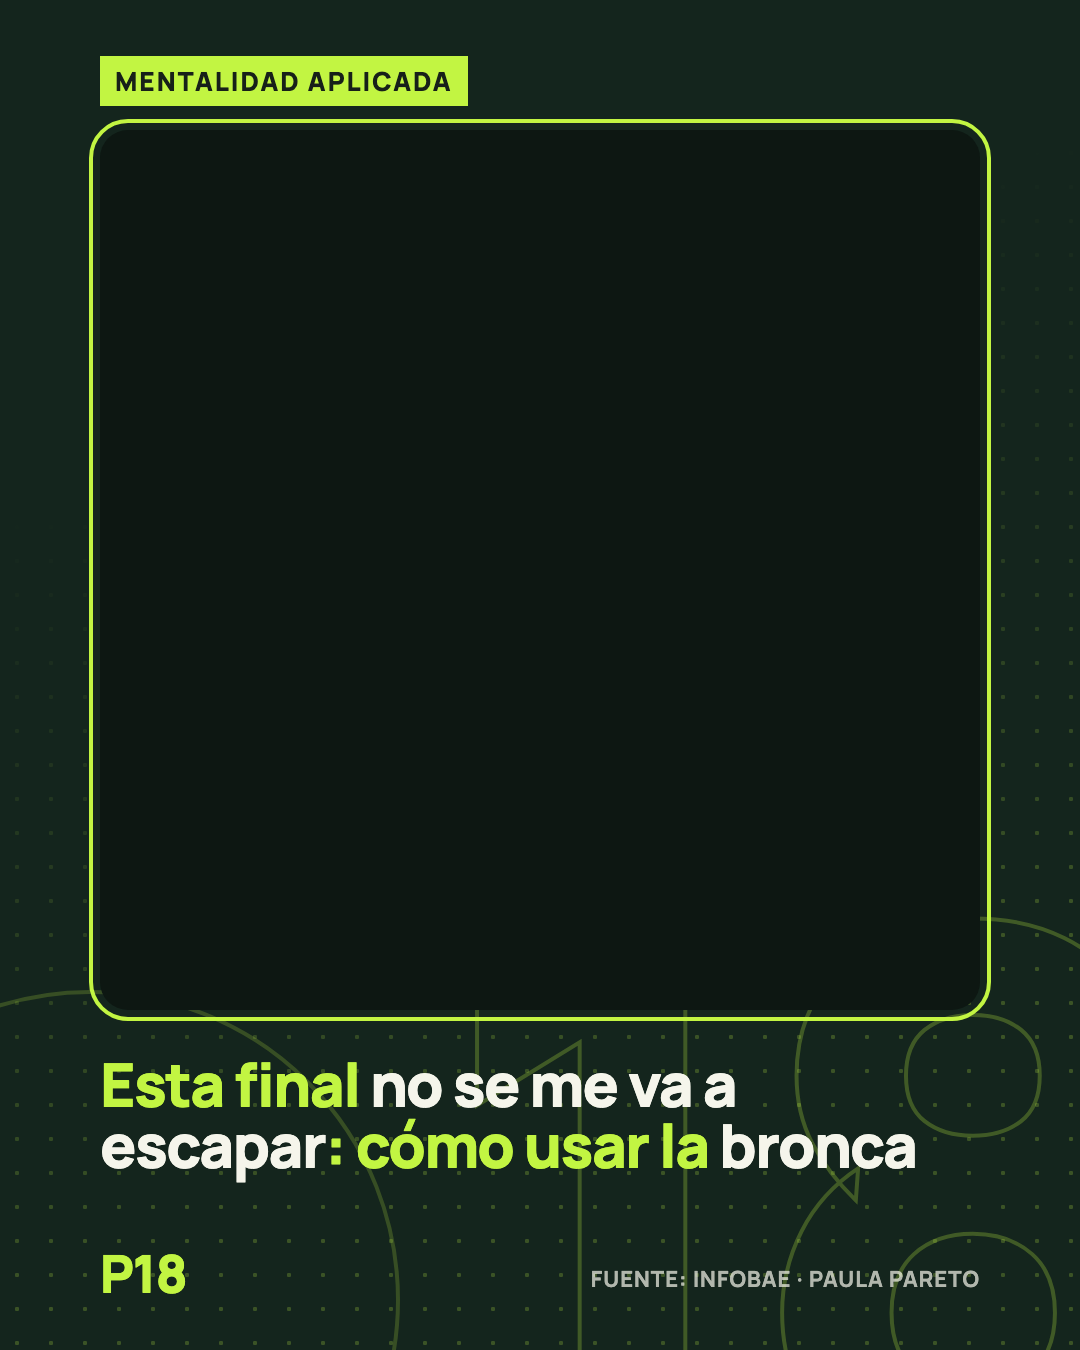 MENTALIDAD APLICADA
Esta final no se me va a
escapar: cómo usar la bronca
P18
FUENTE: INFOBAE · PAULA PARETO